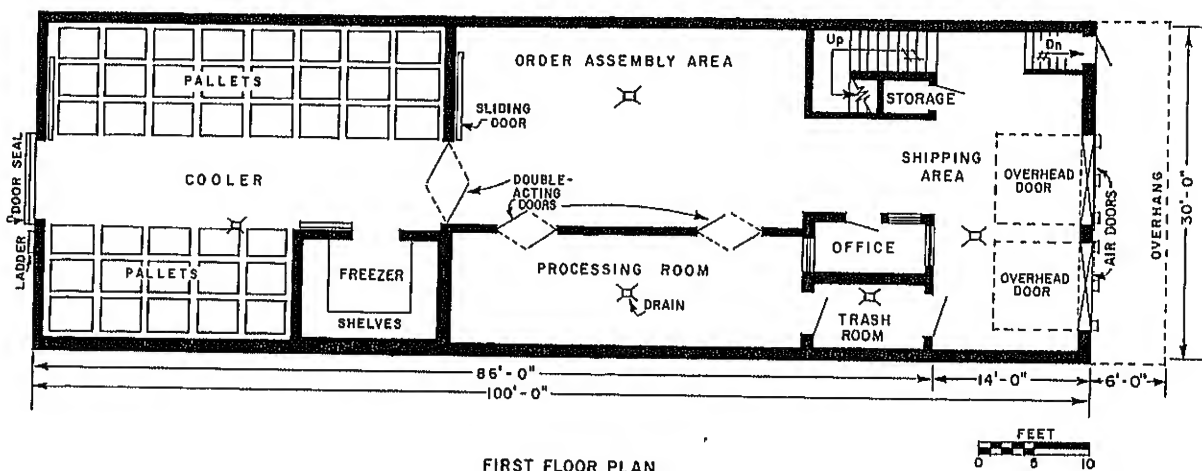 Up
Dn
ORDER ASSEMBLY AREA
PALLETS
STORAGE
SLIDING
DOOR
SHIPPING
AREA
DOOR SEAL
COOLER
DOUBLE-
ACTING
DOORS
OVERHEAD
DOOR
AIR DOORS
OVERHANG
30'-0"
LADDER
PALLETS
FREEZER
PROCESSING ROOM
OFFICE
OVERHEAD
DOOR
DRAIN
SHELVES
TRASH
ROOM
86'-0"
14'-0"
6'-0"
100'-0"
FEET
0 5 10
FIRST FLOOR PLAN